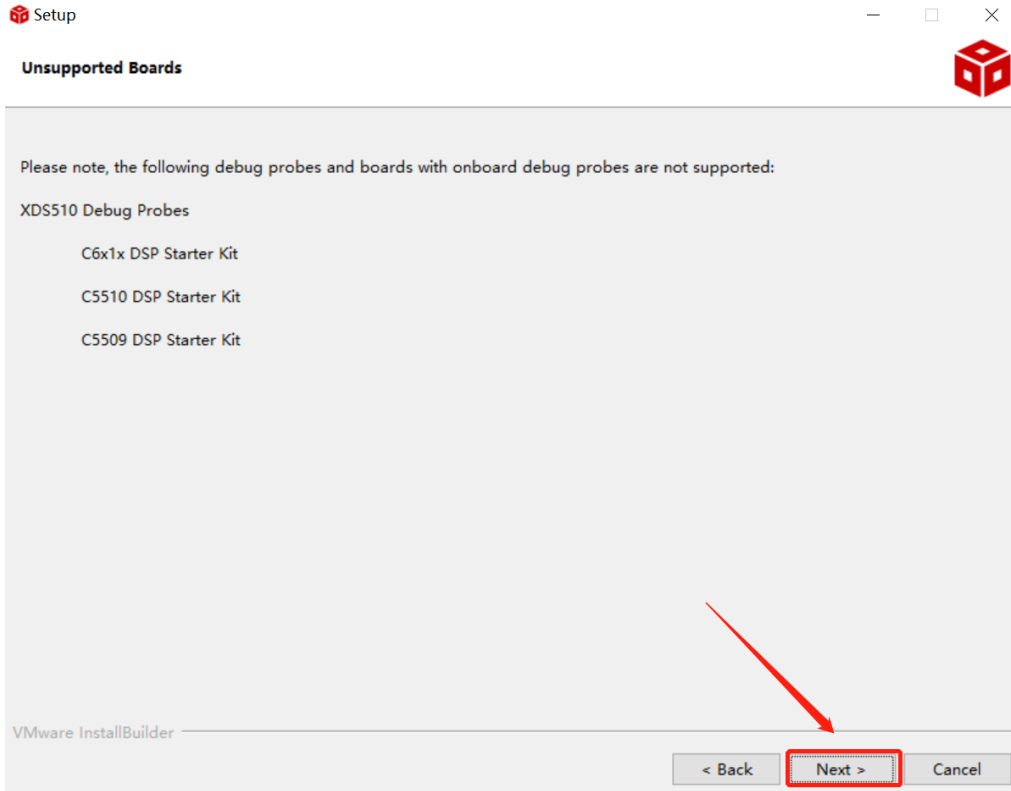 Setup
Unsupported Boards
Please note, the following debug probes and boards with onboard debug probes are not supported:
XDS510 Debug Probes
C6x1x DSP Starter Kit
C5510 DSP Starter Kit
C5509 DSP Starter Kit
VMware InstallBuilder
< Back Next > Cancel